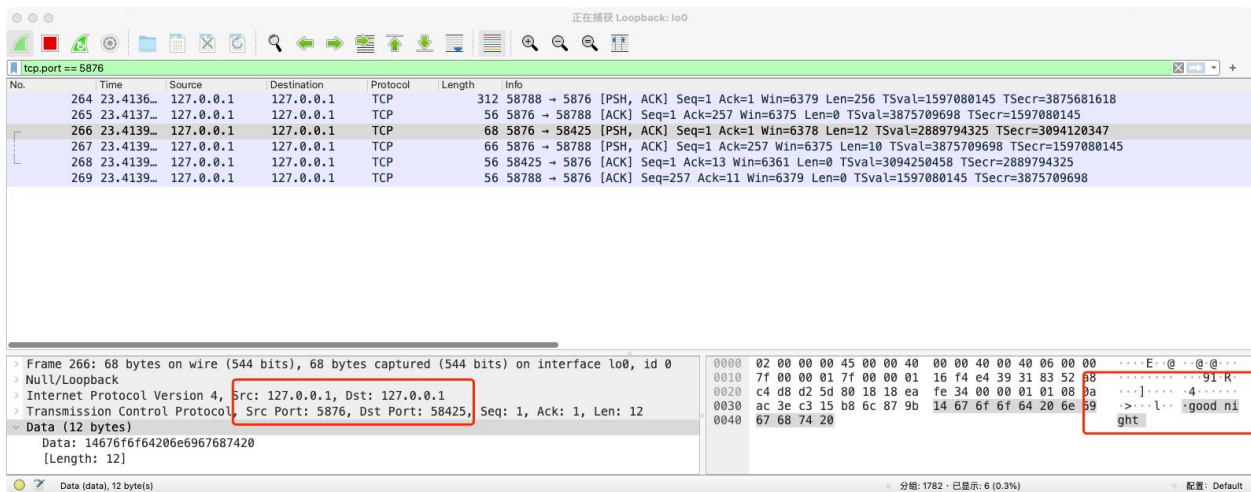 正在捕获 Loopback: lo0
tcp.port == 5876
No. Time Source Destination Protocol Length Info
264 23.4136… 127.0.0.1 127.0.0.1 TCP 312 58788 → 5876 [PSH, ACK] Seq=1 Ack=1 Win=6379 Len=256 TSval=1597080145 TSecr=3875681618
265 23.4137… 127.0.0.1 127.0.0.1 TCP 56 5876 → 58788 [ACK] Seq=1 Ack=257 Win=6375 Len=0 TSval=3875709698 TSecr=1597080145
266 23.4139… 127.0.0.1 127.0.0.1 TCP 68 5876 → 58425 [PSH, ACK] Seq=1 Ack=1 Win=6378 Len=12 TSval=2889794325 TSecr=3094120347
267 23.4139… 127.0.0.1 127.0.0.1 TCP 66 5876 → 58788 [PSH, ACK] Seq=1 Ack=257 Win=6375 Len=10 TSval=3875709698 TSecr=1597080145
268 23.4139… 127.0.0.1 127.0.0.1 TCP 56 58425 → 5876 [ACK] Seq=1 Ack=13 Win=6361 Len=0 TSval=3094250458 TSecr=2889794325
269 23.4139… 127.0.0.1 127.0.0.1 TCP 56 58788 → 5876 [ACK] Seq=257 Ack=11 Win=6379 Len=0 TSval=1597080145 TSecr=3875709698
Frame 266: 68 bytes on wire (544 bits), 68 bytes captured (544 bits) on interface lo0, id 0
Null/Loopback
Internet Protocol Version 4, Src: 127.0.0.1, Dst: 127.0.0.1
Transmission Control Protocol, Src Port: 5876, Dst Port: 58425, Seq: 1, Ack: 1, Len: 12
Data (12 bytes)
Data: 14676f6f64206e6967687420
[Length: 12]
0000 02 00 00 00 45 00 00 40 00 00 40 00 40 06 00 00 ····E··@ ··@·@···
0010 7f 00 00 01 7f 00 00 01 16 f4 e4 39 31 83 52 a8 ········ ···91·R·
0020 c4 d8 d2 5d 80 18 18 ea fe 34 00 00 01 01 08 0a ···]···· ·4······
0030 ac 3e c3 15 b8 6c 87 9b 14 67 6f 6f 64 20 6e 69 ·>···l·· ·good ni
0040 67 68 74 20 ght
Data (data), 12 byte(s)
分组: 1782 · 已显示: 6 (0.3%)
配置: Default